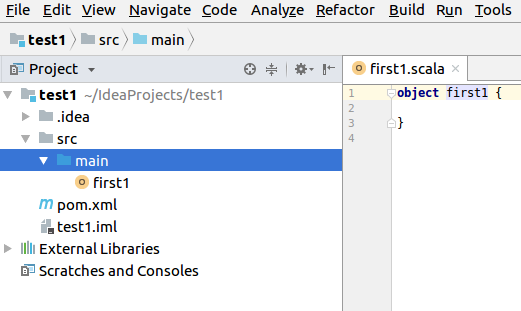 File Edit View Navigate Code Analyze Refactor Build Run Tools
test1 src main
Project
first1.scala
test1 ~/IdeaProjects/test1
.idea
src
main
first1
pom.xml
test1.iml
External Libraries
Scratches and Consoles
1 object first1 {
2
3 }
4